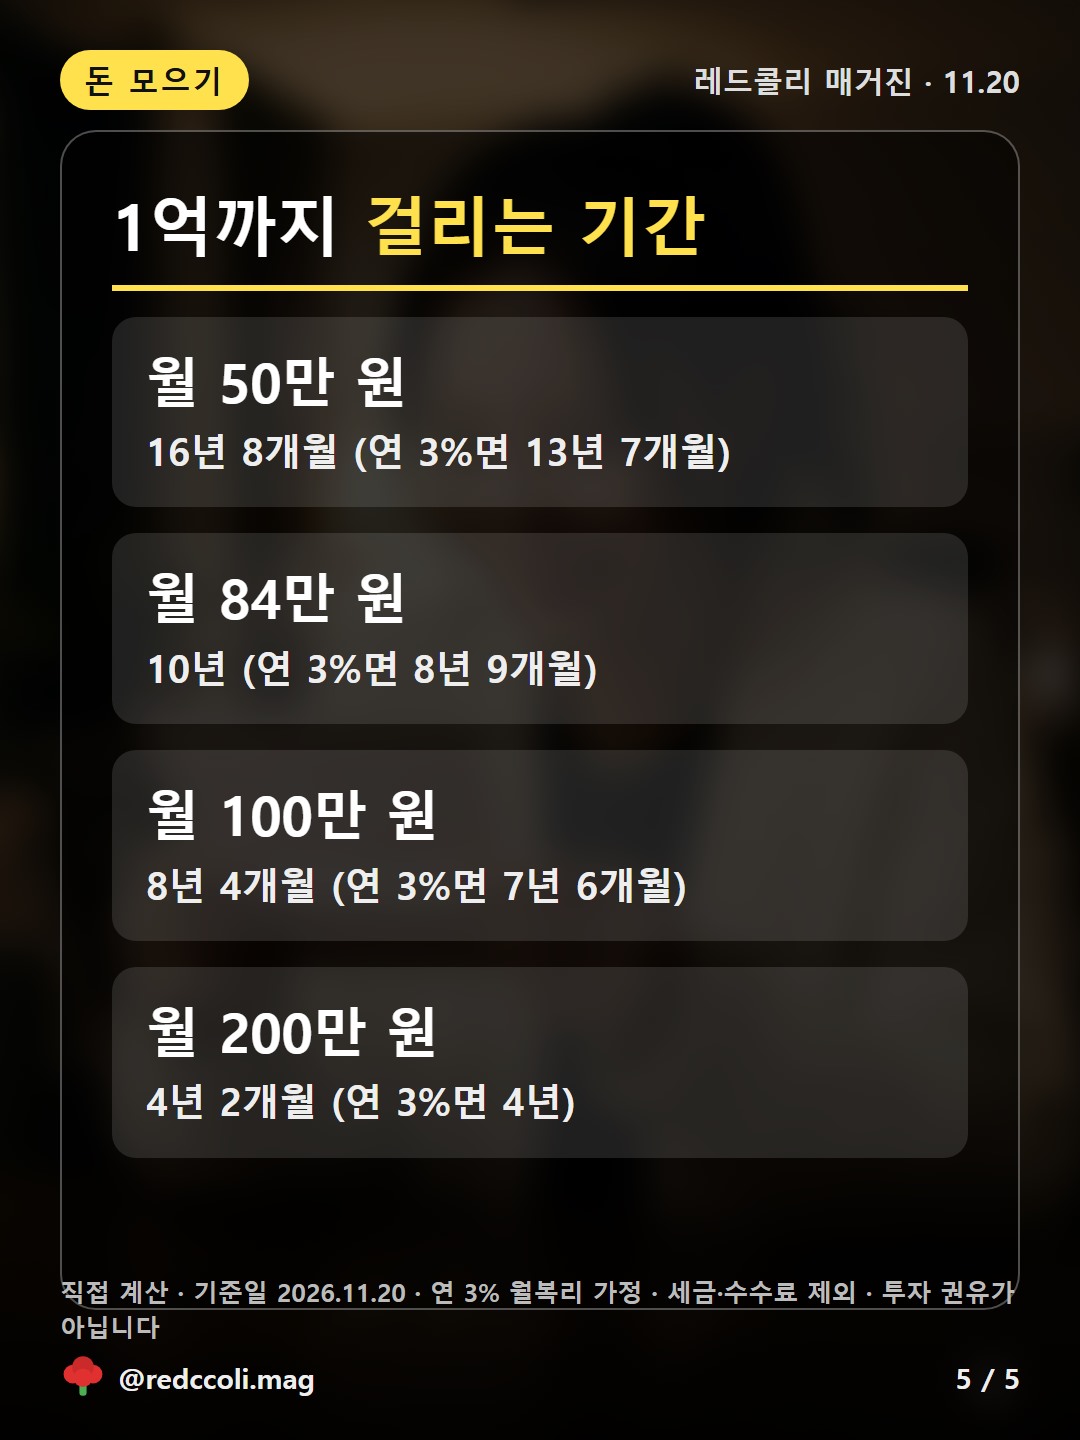 돈 모으기
레드콜리 매거진 · 11.20
1억까지 걸리는 기간
월 50만 원
16년 8개월 (연 3%면 13년 7개월)
월 84만 원
10년 (연 3%면 8년 9개월)
월 100만 원
8년 4개월 (연 3%면 7년 6개월)
월 200만 원
4년 2개월 (연 3%면 4년)
직접 계산 · 기준일 2026.11.20 · 연 3% 월복리 가정 · 세금·수수료 제외 · 투자 권유가
아닙니다
@redccoli.mag
5 / 5